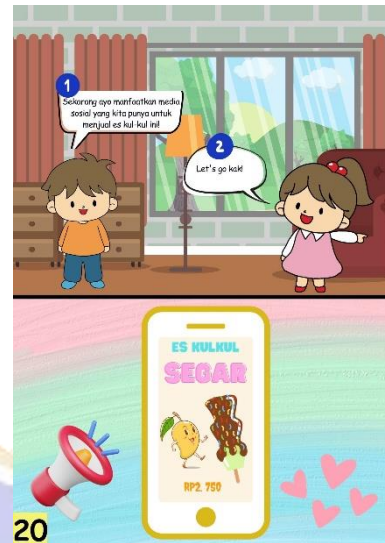 1
Sekarang ayo manfaatkan media
sosial yang kita punya untuk
menjual es kul-kul ini!
2
Let's go kak!
ES KULKUL
SEGAR
RP2. 750
20